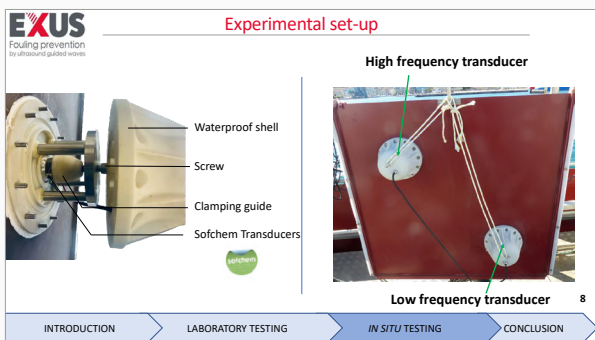 EXUS
Fouling prevention
by ultrasound guided waves
Experimental set-up
Waterproof shell
Screw
Clamping guide
Sofchem Transducers
sofchem
High frequency transducer
Low frequency transducer
8
INTRODUCTION
LABORATORY TESTING
IN SITU TESTING
CONCLUSION